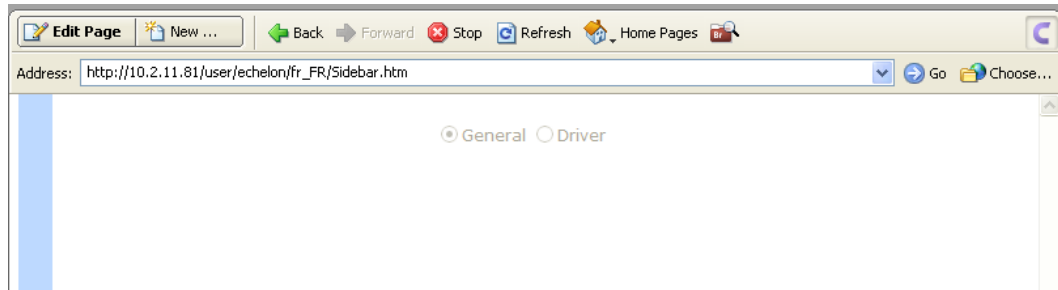 Edit Page New ... Back Forward Stop Refresh Home Pages Br
Address: http://10.2.11.81/user/echelon/fr_FR/Sidebar.htm Go Choose...
General Driver